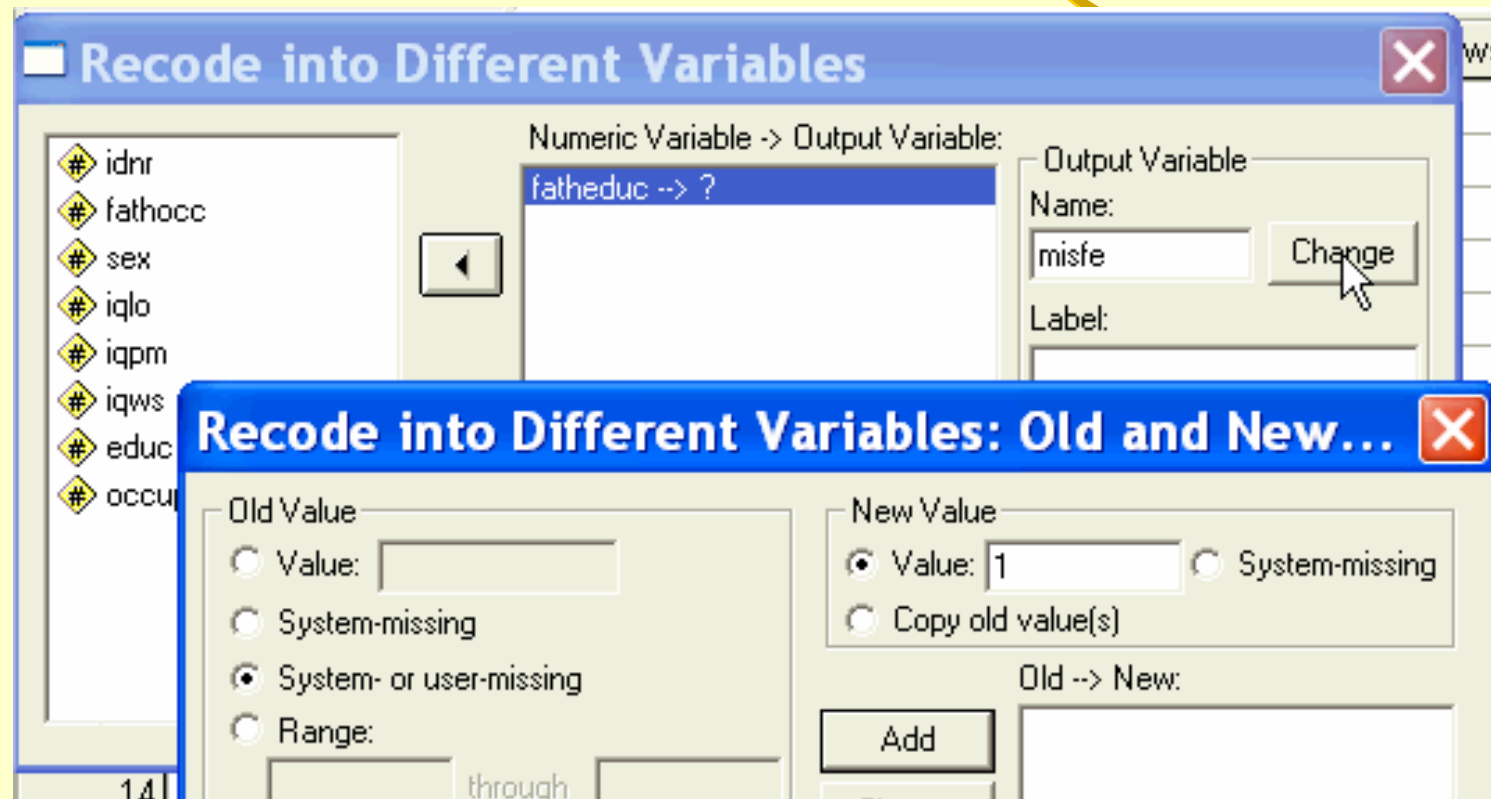 Recode into Different Variables
idnr
fathocc
sex
iqlo
iqpm
iqws
educ
Numeric Variable -> Output Variable:
fatheduc --> ?
Output Variable
Name:
misfe
Change
Label:
Recode into Different Variables: Old and New...
Old Value
Value:
System-missing
System- or user-missing
Range:
through
New Value
Value: 1
System-missing
Copy old value(s)
Old --> New:
Add
14